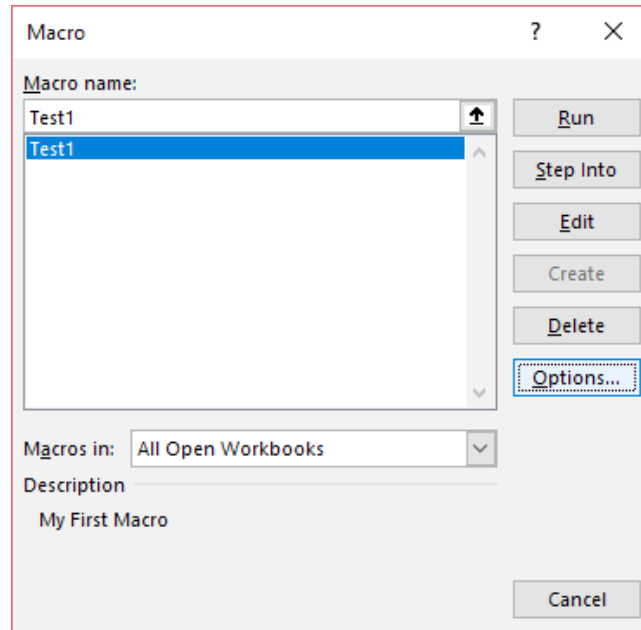 Macro
?
Macro name:
Test1
Test1
Run
Step Into
Edit
Create
Delete
Options...
Macros in: All Open Workbooks
Description
My First Macro
Cancel